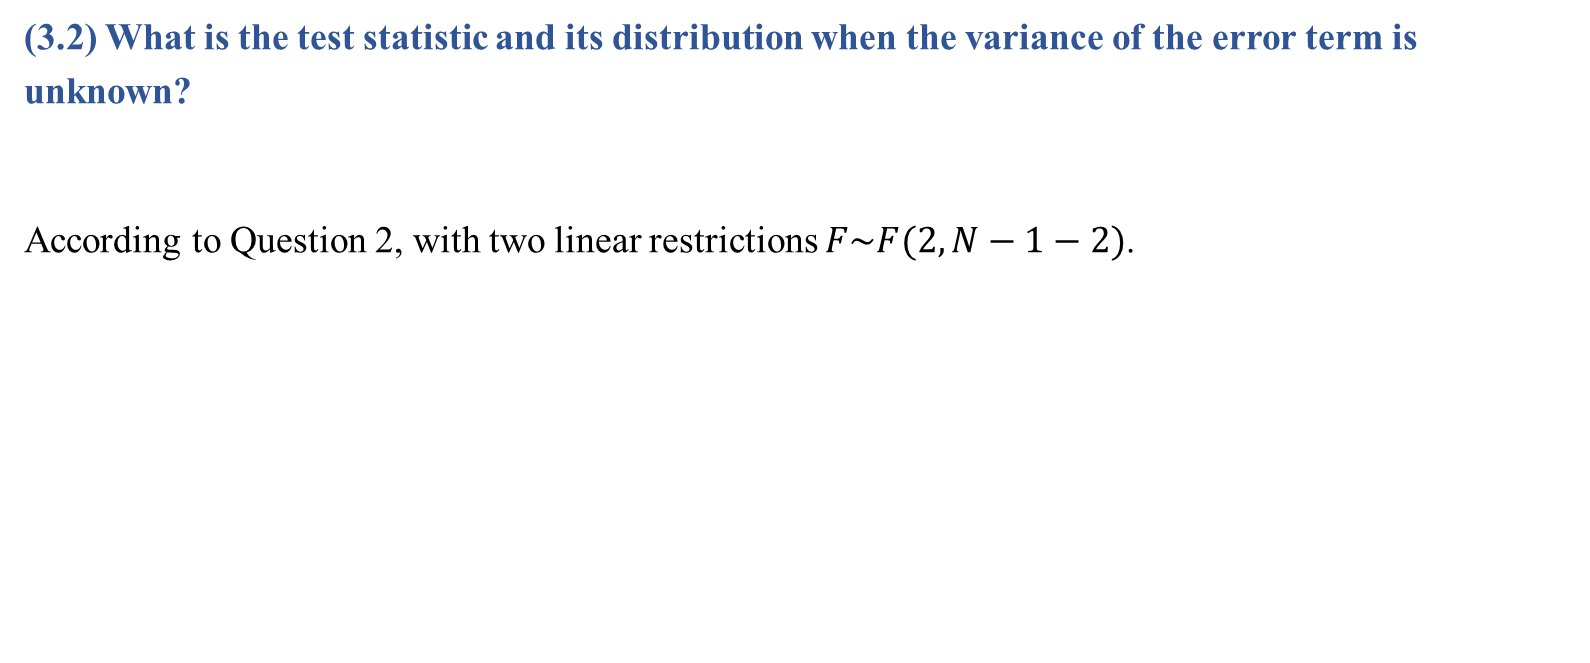 (3.2) What is the test statistic and its distribution when the variance of the error term is
unknown?
According to Question 2, with two linear restrictions F~F(2, N − 1 − 2).